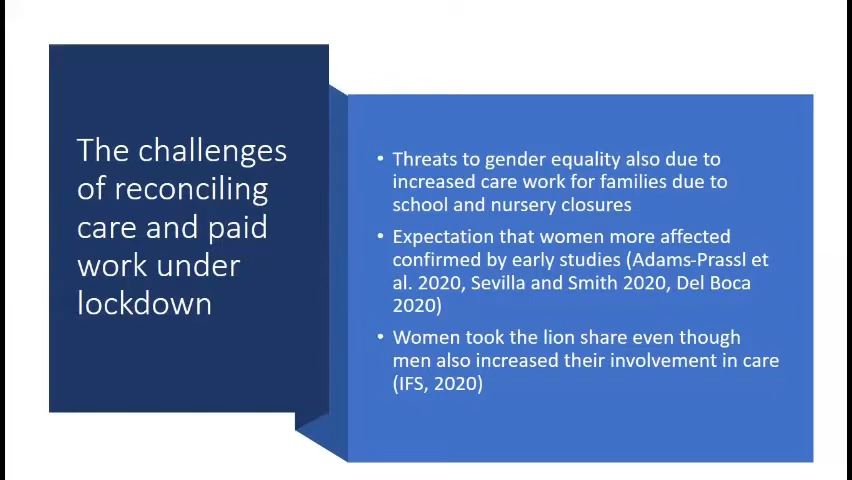 The challenges
of reconciling
care and paid
work under
lockdown
• Threats to gender equality also due to
increased care work for families due to
school and nursery closures
• Expectation that women more affected
confirmed by early studies (Adams-Prassl et
al. 2020, Sevilla and Smith 2020, Del Boca
2020)
• Women took the lion share even though
men also increased their involvement in care
(IFS, 2020)